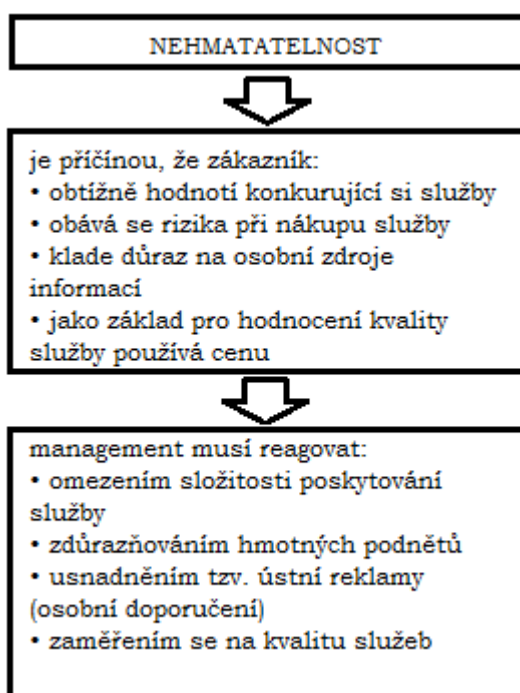 NEHMATATELNOST
je příčínou, že zákazník:
• obtížně hodnotí konkurující si služby
• obává se rizika při nákupu služby
• klade důraz na osobní zdroje
informací
• jako základ pro hodnocení kvality
služby používá cenu
management musí reagovat:
• omezením složitosti poskytování
služby
• zdůrazňováním hmotných podnětů
• usnadněním tzv. ústní reklamy
(osobní doporučení)
• zaměřením se na kvalitu služeb